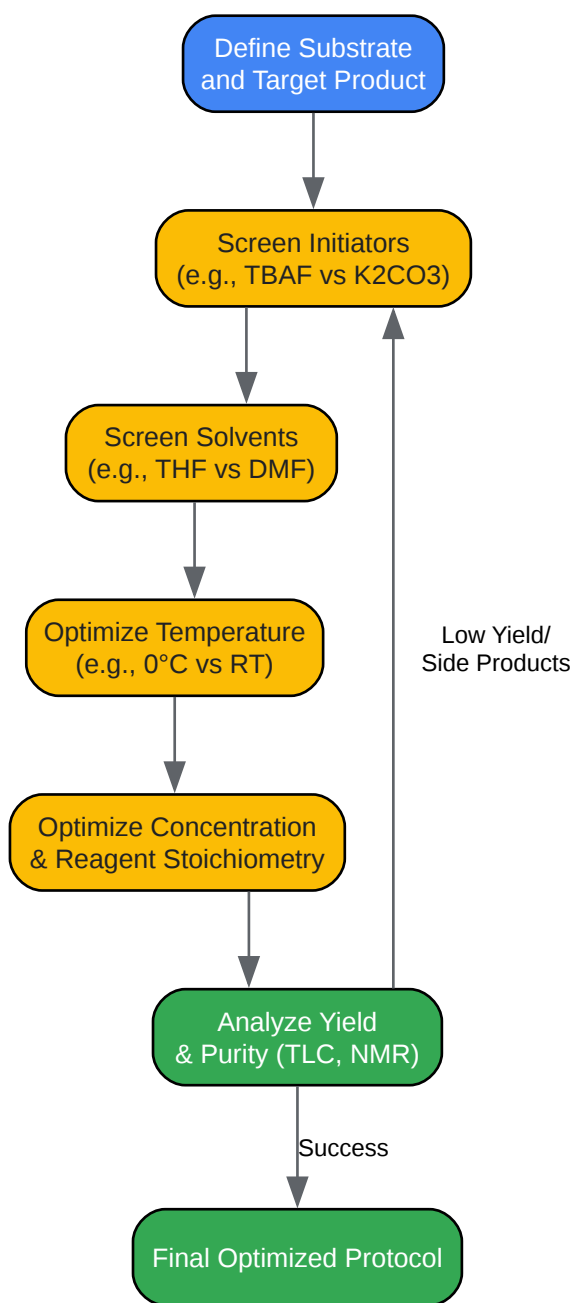 Define Substrate
and Target Product
Screen Initiators
(e.g., TBAF vs K2CO3)
Screen Solvents
(e.g., THF vs DMF)
Optimize Temperature
(e.g., 0°C vs RT)
Low Yield/
Side Products
Optimize Concentration
& Reagent Stoichiometry
Analyze Yield
& Purity (TLC, NMR)
Success
Final Optimized Protocol